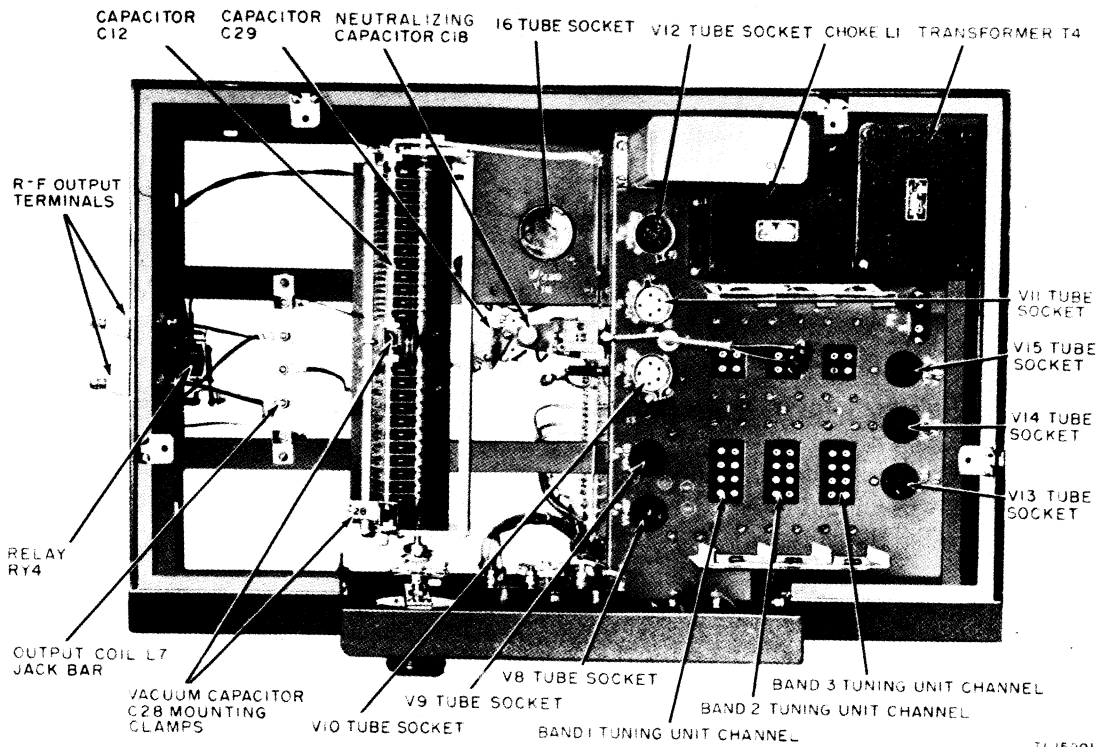 CAPACITOR
C12
CAPACITOR
C29
NEUTRALIZING
CAPACITOR C18
16 TUBE SOCKET
V12 TUBE SOCKET
CHOKE L1
TRANSFORMER T4
R-F OUTPUT
TERMINALS
V11 TUBE
SOCKET
V15 TUBE
SOCKET
V14 TUBE
SOCKET
V13 TUBE
SOCKET
28
RELAY
RY4
OUTPUT COIL L7
JACK BAR
VACUUM CAPACITOR
C28 MOUNTING
CLAMPS
V10 TUBE SOCKET
V9 TUBE SOCKET
V8 TUBE SOCKET
BAND 1 TUNING UNIT CHANNEL
BAND 2 TUNING UNIT CHANNEL
BAND 3 TUNING UNIT CHANNEL